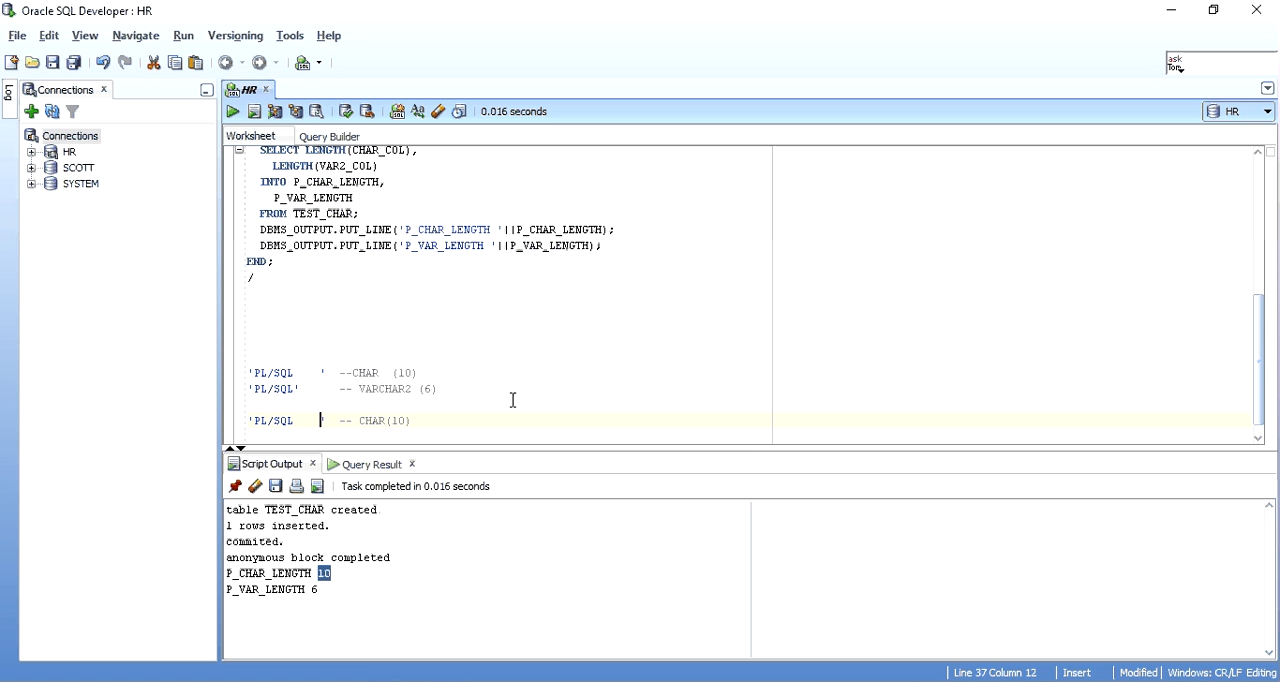 Oracle SQL Developer : HR
File Edit View Navigate Run Versioning Tools Help
ask
Tom
Log
Connections
HR
0.016 seconds
HR
Worksheet Query Builder
Connections
HR
SCOTT
SYSTEM
SELECT LENGTH(CHAR_COL),
LENGTH(VAR2_COL)
INTO P_CHAR_LENGTH,
P_VAR_LENGTH
FROM TEST_CHAR;
DBMS_OUTPUT.PUT_LINE('P_CHAR_LENGTH '||P_CHAR_LENGTH);
DBMS_OUTPUT.PUT_LINE('P_VAR_LENGTH '||P_VAR_LENGTH);
END;
/
'PL/SQL    ' --CHAR (10)
'PL/SQL' -- VARCHAR2 (6)
'PL/SQL    ' -- CHAR(10)
Script Output Query Result
Task completed in 0.016 seconds
table TEST_CHAR created.
1 rows inserted.
commited.
anonymous block completed
P_CHAR_LENGTH 10
P_VAR_LENGTH 6
Line 37 Column 12 Insert Modified Windows: CR/LF Editing